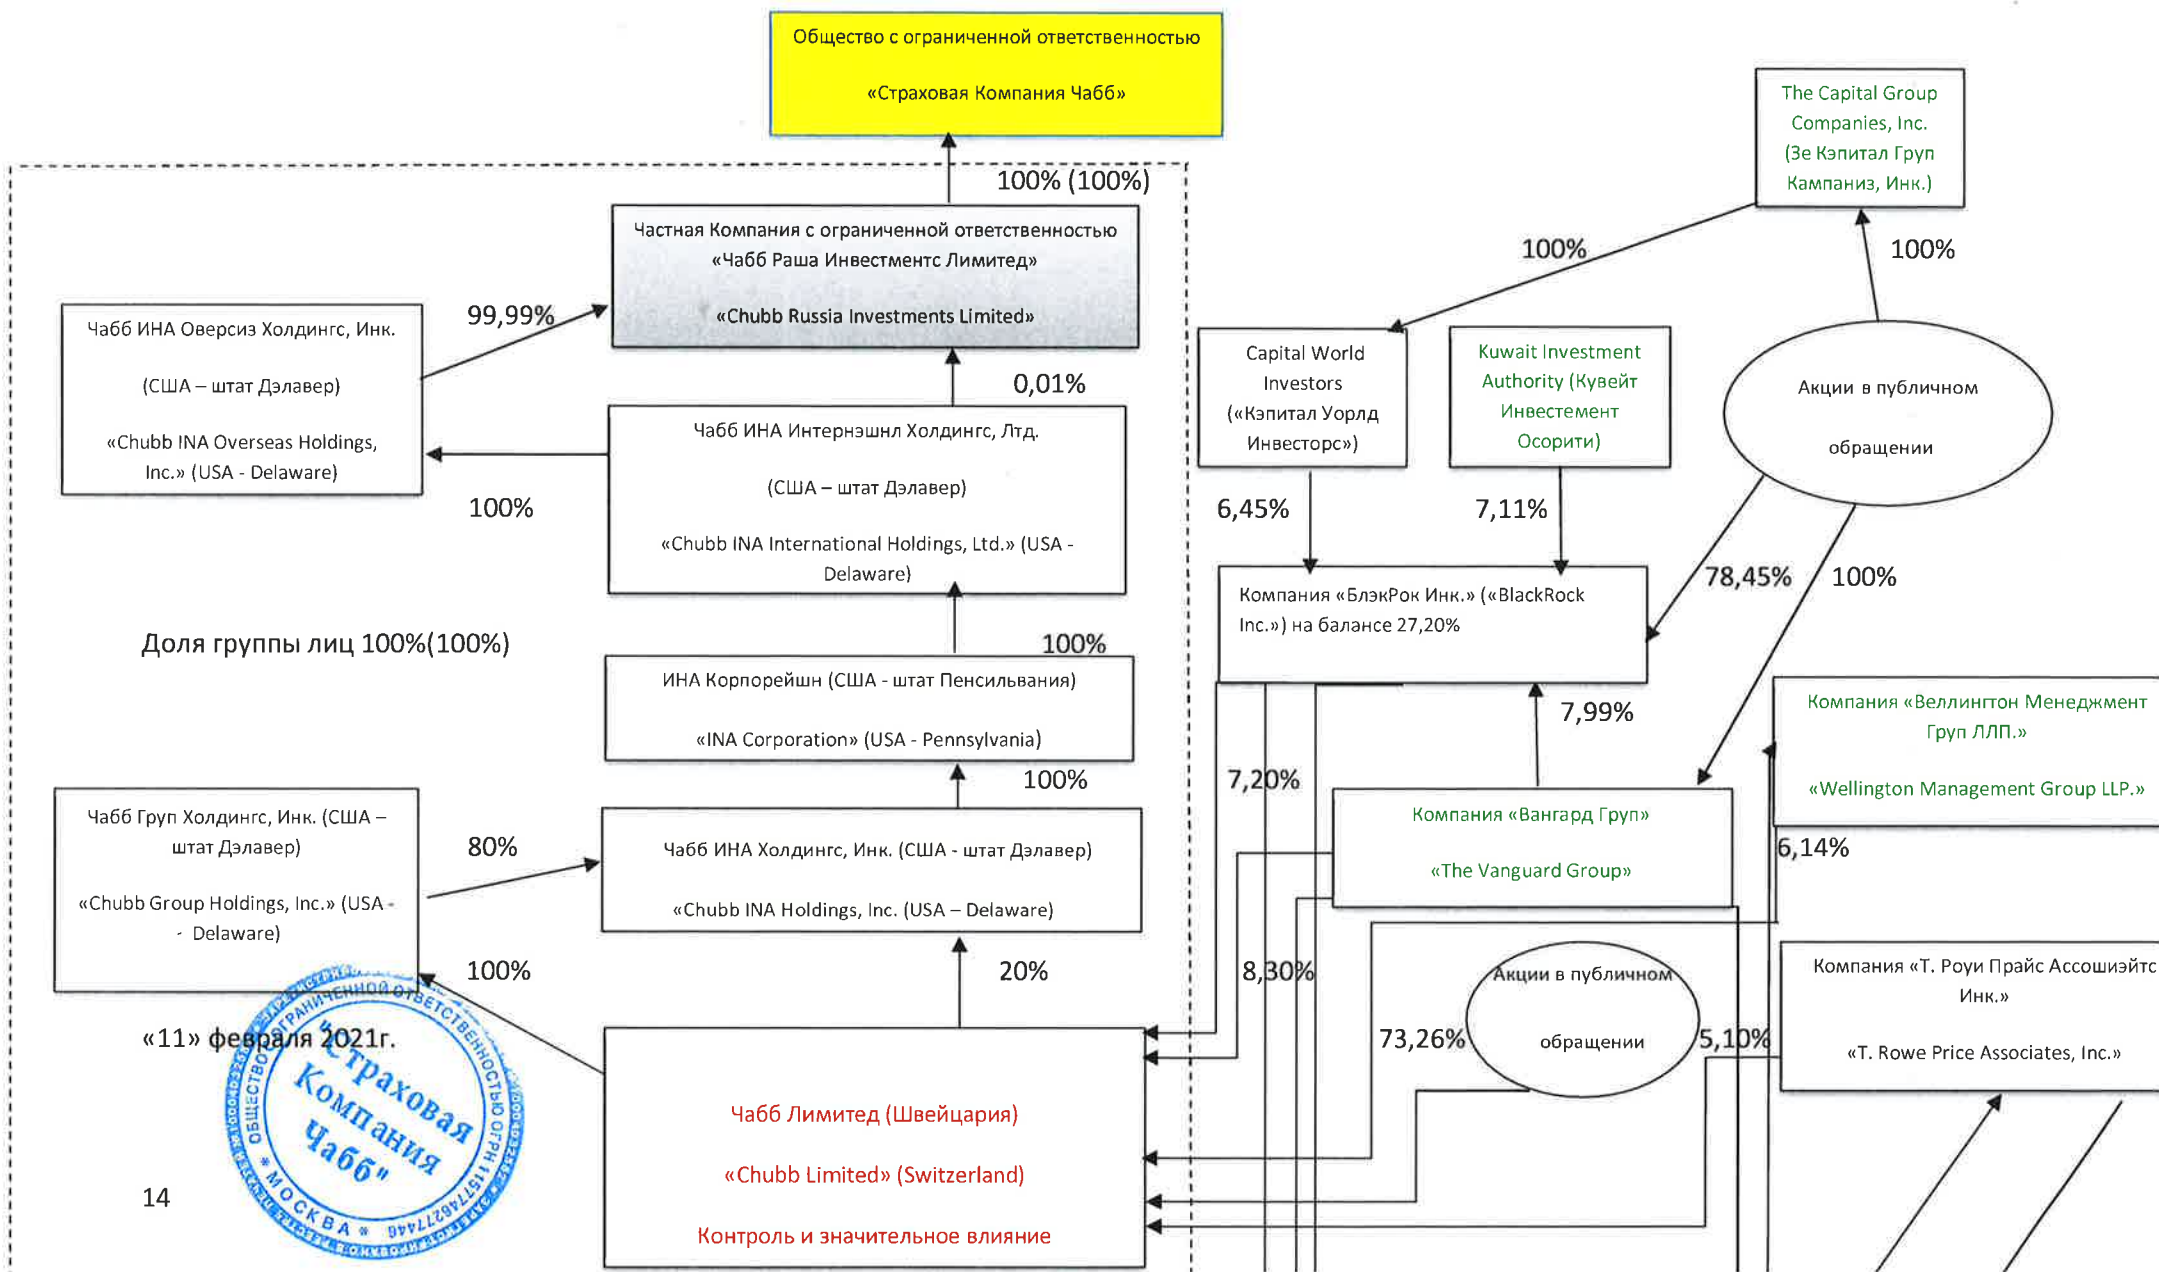 Общество с ограниченной ответственностью
«Страховая Компания Чабб»
100% (100%)
Частная Компания с ограниченной ответственностью
«Чабб Раша Инвестментс Лимитед»
«Chubb Russia Investments Limited»
Чабб ИНА Оверсиз Холдингс, Инк.
(США – штат Дэлавер)
«Chubb INA Overseas Holdings,
Inc.» (USA - Delaware)
99,99%
0,01%
100%
Чабб ИНА Интернэшнл Холдингс, Лтд.
(США – штат Дэлавер)
«Chubb INA International Holdings, Ltd.» (USA -
Delaware)
Доля группы лиц 100%(100%)
100%
ИНА Корпорейшн (США - штат Пенсильвания)
«INA Corporation» (USA - Pennsylvania)
100%
Чабб Груп Холдингс, Инк. (США –
штат Дэлавер)
«Chubb Group Holdings, Inc.» (USA -
- Delaware)
80%
Чабб ИНА Холдингс, Инк. (США - штат Дэлавер)
«Chubb INA Holdings, Inc. (USA – Delaware)
100%
20%
«11» февраля 2021г.
Чабб Лимитед (Швейцария)
«Chubb Limited» (Switzerland)
Контроль и значительное влияние
14
ОБЩЕСТВО С ОГРАНИЧЕННОЙ ОТВЕТСТВЕННОСТЬЮ ОГРН 1157746277446
* МОСКВА *
"Страховая
Компания
Чабб"
The Capital Group
Companies, Inc.
(Зе Кэпитал Груп
Кампаниз, Инк.)
100%
100%
Capital World
Investors
(«Кэпитал Уорлд
Инвесторс»)
Kuwait Investment
Authority (Кувейт
Инвестемент
Осорити)
Акции в публичном
обращении
6,45%
7,11%
78,45%
100%
Компания «БлэкРок Инк.» («BlackRock
Inc.») на балансе 27,20%
7,99%
7,20%
Компания «Вангард Груп»
«The Vanguard Group»
Компания «Веллингтон Менеджмент
Груп ЛЛП.»
«Wellington Management Group LLP.»
6,14%
8,30%
Акции в публичном
обращении
73,26%
5,10%
Компания «Т. Роуи Прайс Ассошиэйтс
Инк.»
«T. Rowe Price Associates, Inc.»